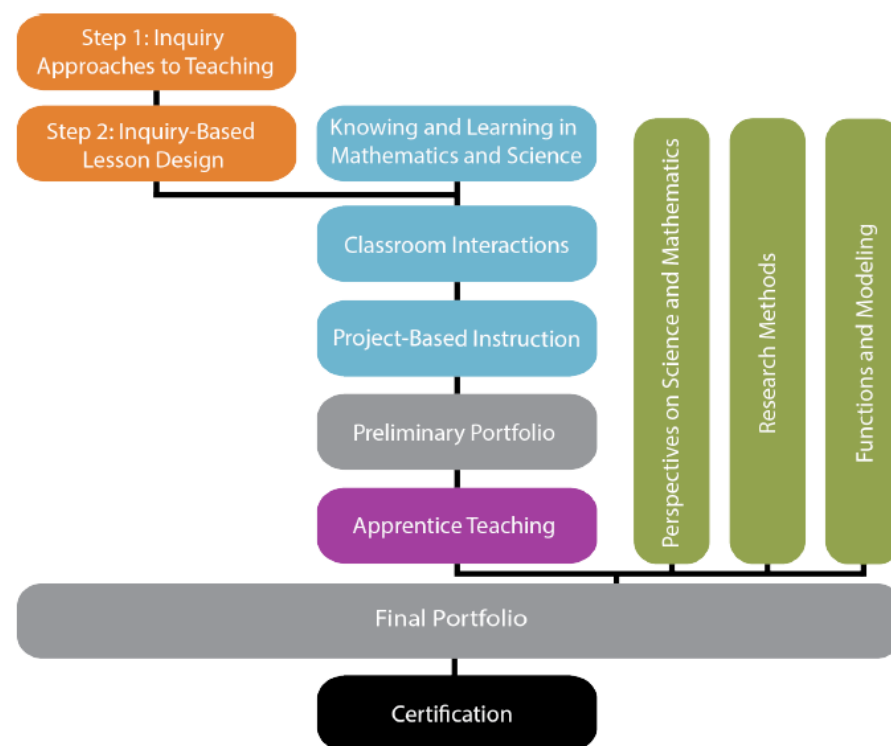 Step 1: Inquiry
Approaches to Teaching
Step 2: Inquiry-Based
Lesson Design
Knowing and Learning in
Mathematics and Science
Classroom Interactions
Project-Based Instruction
Preliminary Portfolio
Apprentice Teaching
Perspectives on Science and Mathematics
Research Methods
Functions and Modeling
Final Portfolio
Certification